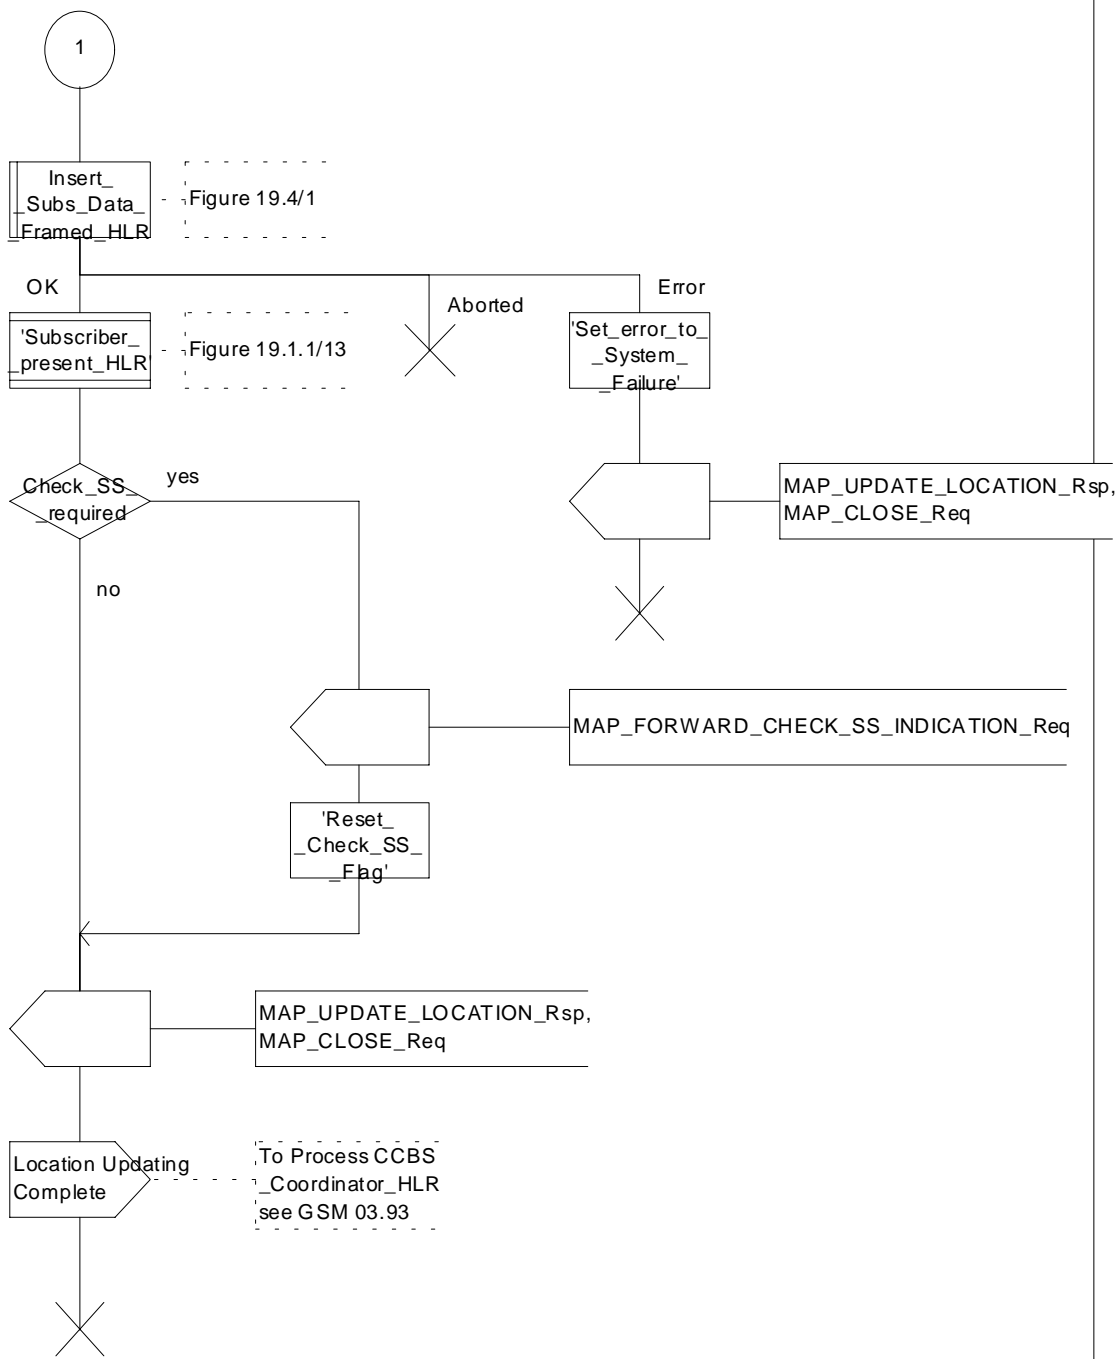 1
Insert_
_Subs_Data_
_Framed_HLR
Figure 19.4/1
OK
Aborted
Error
'Subscriber_
_present_HLR'
Figure 19.1.1/13
'Set_error_to_
_System_
_Failure'
Check_SS_
_required
yes
MAP_UPDATE_LOCATION_Rsp,
MAP_CLOSE_Req
no
MAP_FORWARD_CHECK_SS_INDICATION_Req
'Reset_
_Check_SS_
_Flag'
MAP_UPDATE_LOCATION_Rsp,
MAP_CLOSE_Req
Location Updating
Complete
To Process CCBS
_Coordinator_HLR
see GSM 03.93